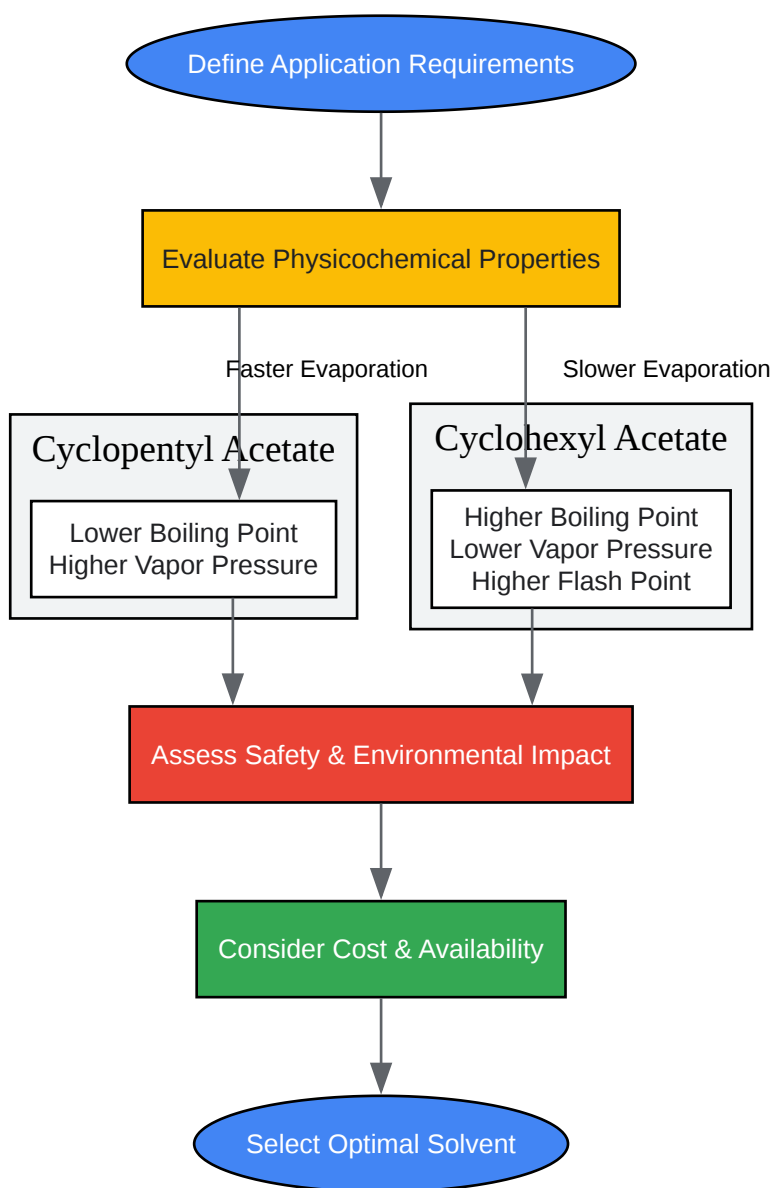 Define Application Requirements
Evaluate Physicochemical Properties
Faster Evaporation
Slower Evaporation
Cyclopentyl Acetate
Lower Boiling Point
Higher Vapor Pressure
Cyclohexyl Acetate
Higher Boiling Point
Lower Vapor Pressure
Higher Flash Point
Assess Safety & Environmental Impact
Consider Cost & Availability
Select Optimal Solvent